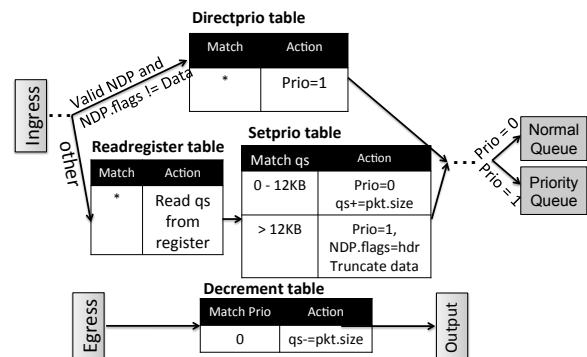 Directprio table
Match Action
* Prio=1
Ingress
Valid NDP and
NDP.flags != Data
other
Readregister table
Match Action
* Read qs
from
register
Setprio table
Match qs Action
0 - 12KB Prio=0
qs+=pkt.size
> 12KB Prio=1,
NDP.flags=hdr
Truncate data
Prio = 0
Prio = 1
Normal
Queue
Priority
Queue
Decrement table
Egress
Match Prio Action
0 qs-=pkt.size
Output